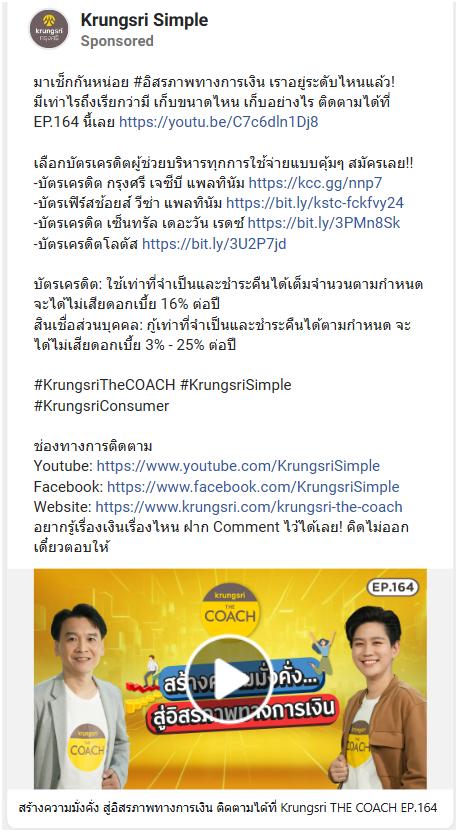 krungsri
กรุงศรี
Krungsri Simple
Sponsored
มาเช็กกันหน่อย #อิสรภาพทางการเงิน เราอยู่ระดับไหนแล้ว!
มีเท่าไรถึงเรียกว่ามี เก็บขนาดไหน เก็บอย่างไร ติดตามได้ที่
EP.164 นี้เลย https://youtu.be/C7c6dln1Dj8
เลือกบัตรเครดิตผู้ช่วยบริหารทุกการใช้จ่ายแบบคุ้มๆ สมัครเลย!!
-บัตรเครดิต กรุงศรี เจซีบี แพลทินัม https://kcc.gg/nnp7
-บัตรเฟิร์สช้อยส์ วีซ่า แพลทินัม https://bit.ly/kstc-fckfvy24
-บัตรเครดิต เซ็นทรัล เดอะวัน เรดซ์ https://bit.ly/3PMn8Sk
-บัตรเครดิตโลตัส https://bit.ly/3U2P7jd
บัตรเครดิต: ใช้เท่าที่จำเป็นและชำระคืนได้เต็มจำนวนตามกำหนด
จะได้ไม่เสียดอกเบี้ย 16% ต่อปี
สินเชื่อส่วนบุคคล: กู้เท่าที่จำเป็นและชำระคืนได้ตามกำหนด จะ
ได้ไม่เสียดอกเบี้ย 3% - 25% ต่อปี
#KrungsriTheCOACH #KrungsriSimple
#KrungsriConsumer
ช่องทางการติดตาม
Youtube: https://www.youtube.com/KrungsriSimple
Facebook: https://www.facebook.com/KrungsriSimple
Website: https://www.krungsri.com/krungsri-the-coach
อยากรู้เรื่องเงินเรื่องไหน ฝาก Comment ไว้ได้เลย! คิดไม่ออก
เดี๋ยวตอบให้
EP.164
krungsri
THE
COACH
สร้างความมั่งคั่ง...
สู่อิสรภาพทางการเงิน
krungsri
THE
COACH
krungsri
THE
COACH
สร้างความมั่งคั่ง สู่อิสรภาพทางการเงิน ติดตามได้ที่ Krungsri THE COACH EP.164